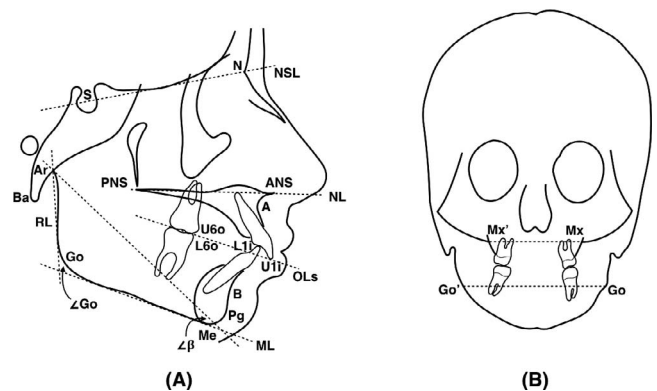 N
NSL
S
Ar
Ba
PNS
ANS
NL
A
RL
U6o
L6o
L1i
U1i
OLs
Go
∠Go
B
Pg
∠β
Me
ML
(A)
Mx' Mx
Go' Go
(B)